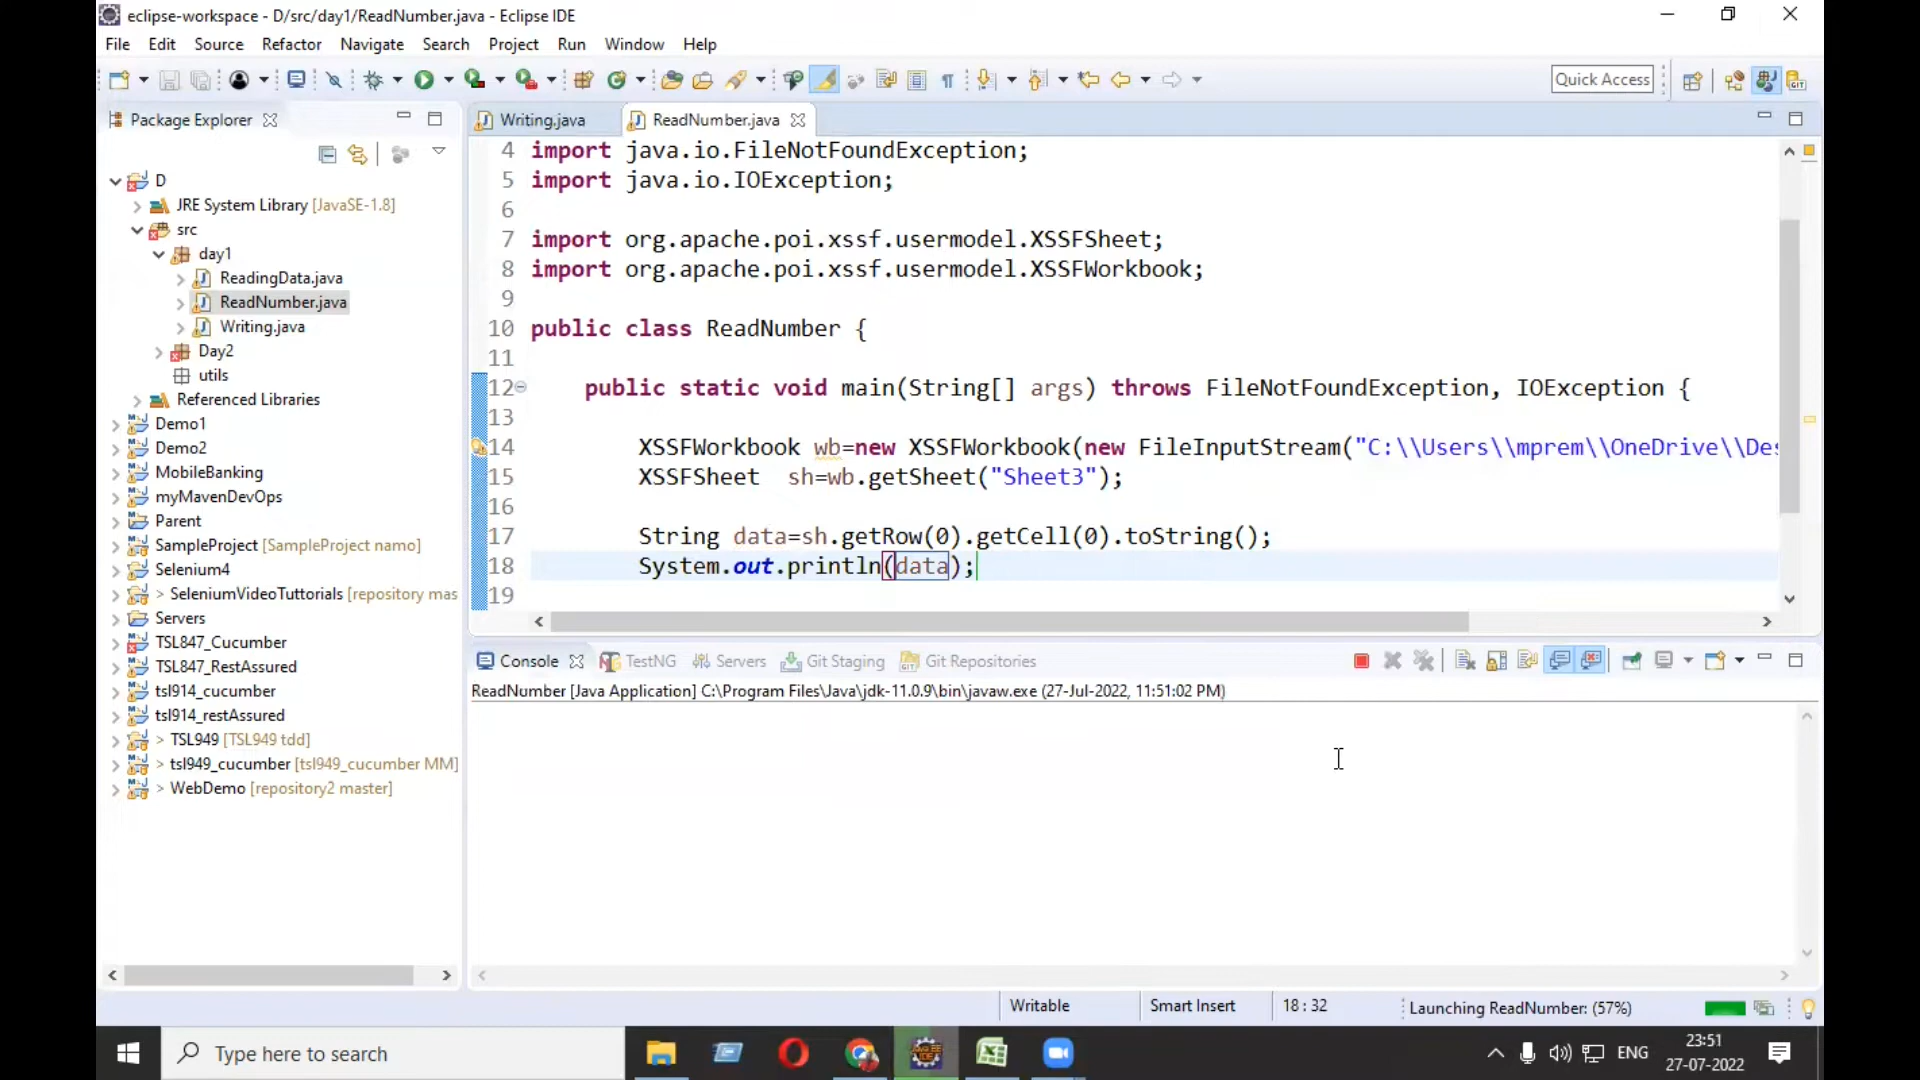 eclipse-workspace - D/src/day1/ReadNumber.java - Eclipse IDE
File Edit Source Refactor Navigate Search Project Run Window Help
Quick Access
Package Explorer
D
JRE System Library [JavaSE-1.8]
src
day1
ReadingData.java
ReadNumber.java
Writing.java
Day2
utils
Referenced Libraries
Demo1
Demo2
MobileBanking
myMavenDevOps
Parent
SampleProject [SampleProject namo]
Selenium4
> SeleniumVideoTuttorials [repository mas
Servers
TSL847_Cucumber
TSL847_RestAssured
tsl914_cucumber
tsl914_restAssured
> TSL949 [TSL949 tdd]
> tsl949_cucumber [tsl949_cucumber MM]
> WebDemo [repository2 master]
Writing.java ReadNumber.java
4 import java.io.FileNotFoundException;
5 import java.io.IOException;
6
7 import org.apache.poi.xssf.usermodel.XSSFSheet;
8 import org.apache.poi.xssf.usermodel.XSSFWorkbook;
9
10 public class ReadNumber {
11
12 public static void main(String[] args) throws FileNotFoundException, IOException {
13
14 XSSFWorkbook wb=new XSSFWorkbook(new FileInputStream("C:\\Users\\mprem\\OneDrive\\Des
15 XSSFSheet sh=wb.getSheet("Sheet3");
16
17 String data=sh.getRow(0).getCell(0).toString();
18 System.out.println(data);
19
Console TestNG Servers Git Staging Git Repositories
ReadNumber [Java Application] C:\Program Files\Java\jdk-11.0.9\bin\javaw.exe (27-Jul-2022, 11:51:02 PM)
Writable Smart Insert 18 : 32 Launching ReadNumber: (57%)
Type here to search
ENG
23:51
27-07-2022